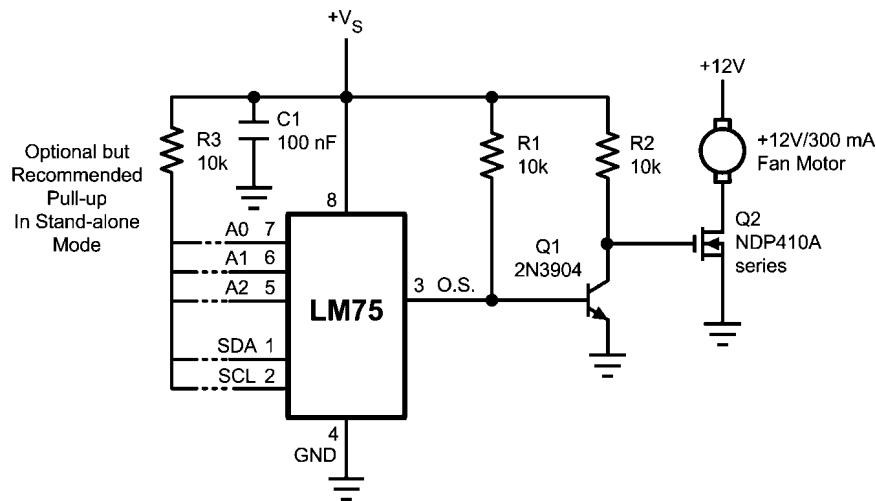 +VS
+12V
C1
100 nF
R3
10k
R1
10k
R2
10k
+12V/300 mA
Fan Motor
Optional but
Recommended
Pull-up
In Stand-alone
Mode
8
A0 7
A1 6
A2 5
SDA 1
SCL 2
LM75
3 O.S.
Q1
2N3904
Q2
NDP410A
series
4
GND